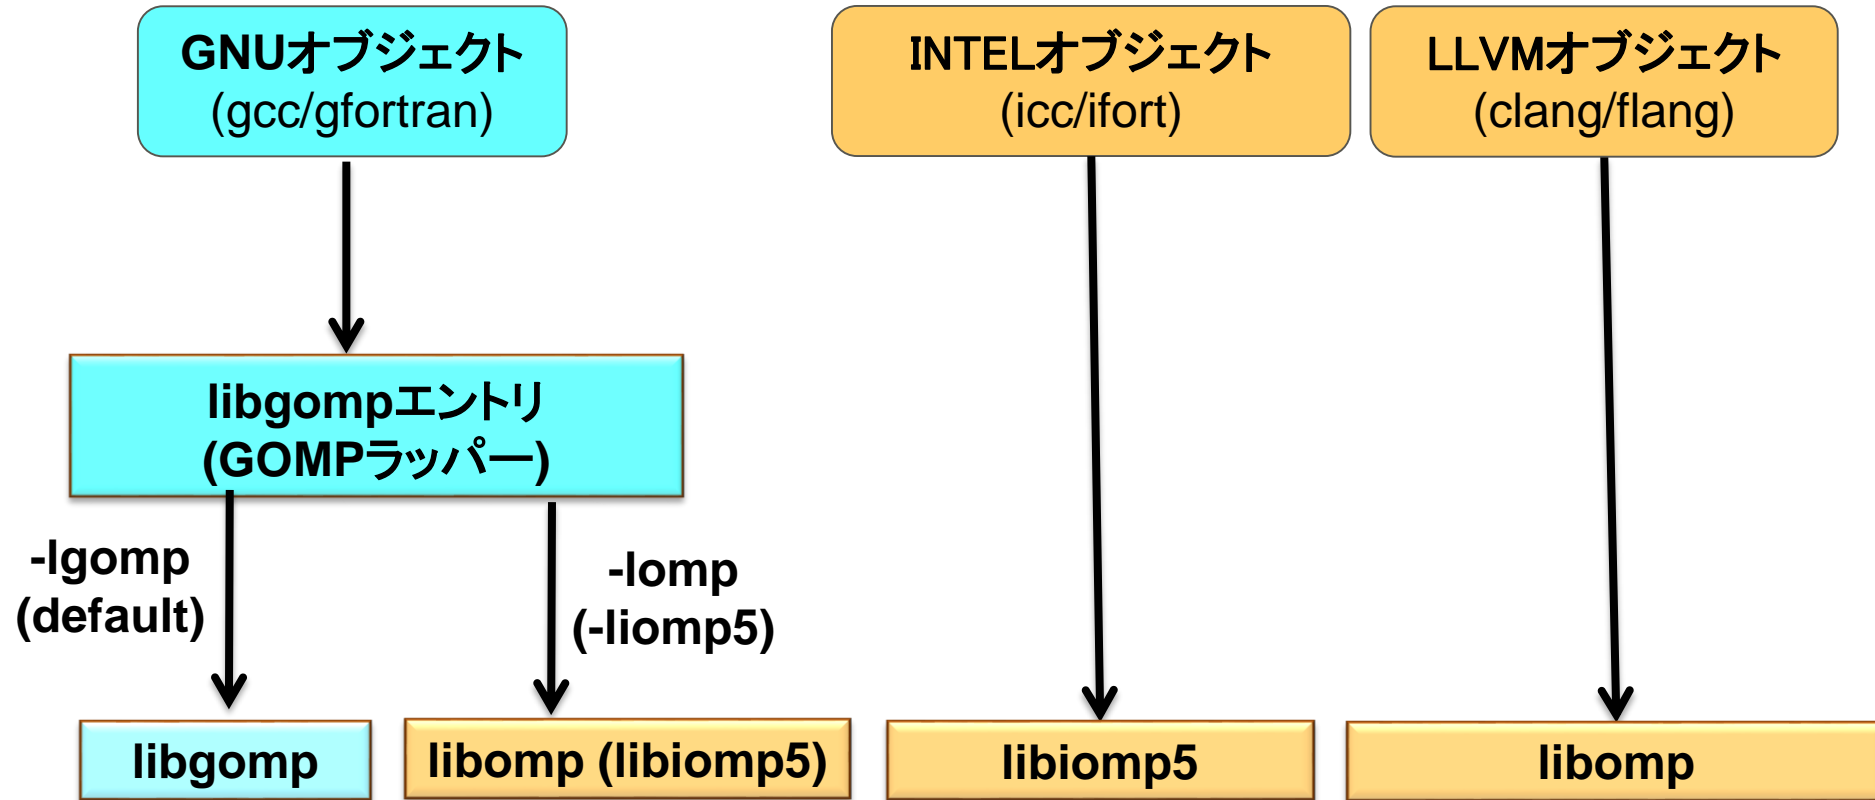 GNUオブジェクト
(gcc/gfortran)
INTELオブジェクト
(icc/ifort)
LLVMオブジェクト
(clang/flang)
libgompエントリ
(GOMPラッパー)
-lgomp
(default)
-lomp
(-liomp5)
libgomp
libomp (libiomp5)
libiomp5
libomp